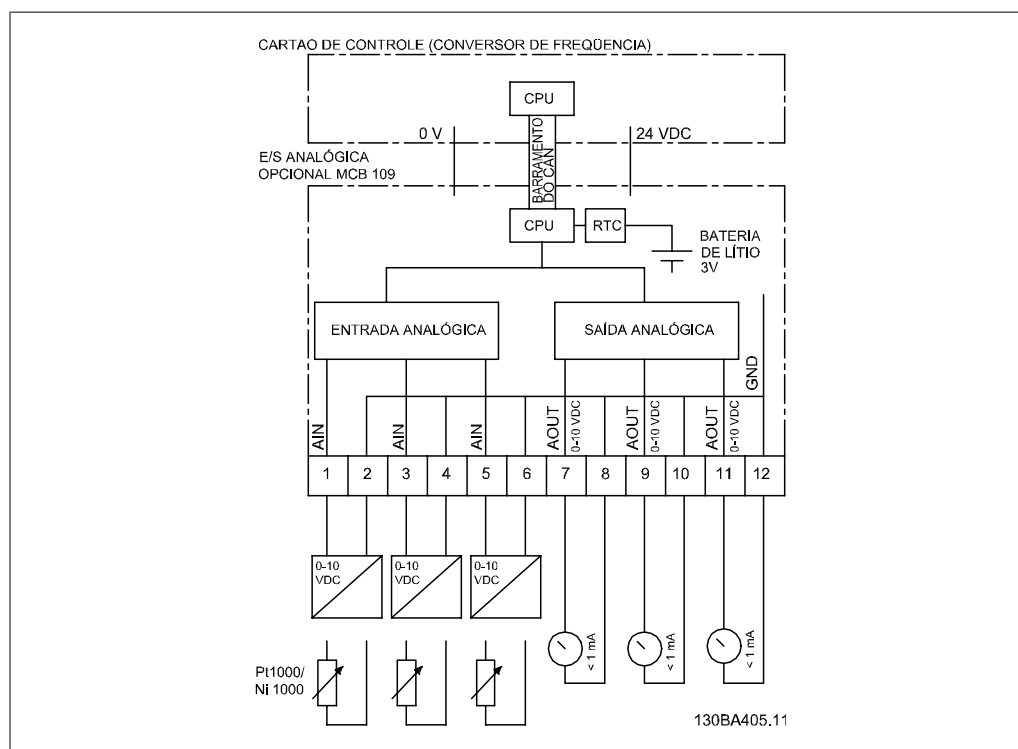 CARTAO DE CONTROLE (CONVERSOR DE FREQÜENCIA)
CPU
0 V
24 VDC
BARRAMENTO
DO CAN
E/S ANALÓGICA
OPCIONAL MCB 109
CPU
RTC
BATERIA
DE LÍTIO
3V
ENTRADA ANALÓGICA
SAÍDA ANALÓGICA
GND
AIN
AIN
AIN
AOUT
0-10 VDC
AOUT
0-10 VDC
AOUT
0-10 VDC
1 2 3 4 5 6 7 8 9 10 11 12
0-10
VDC
0-10
VDC
0-10
VDC
< 1 mA
< 1 mA
< 1 mA
Pt1000/
Ni 1000
130BA405.11